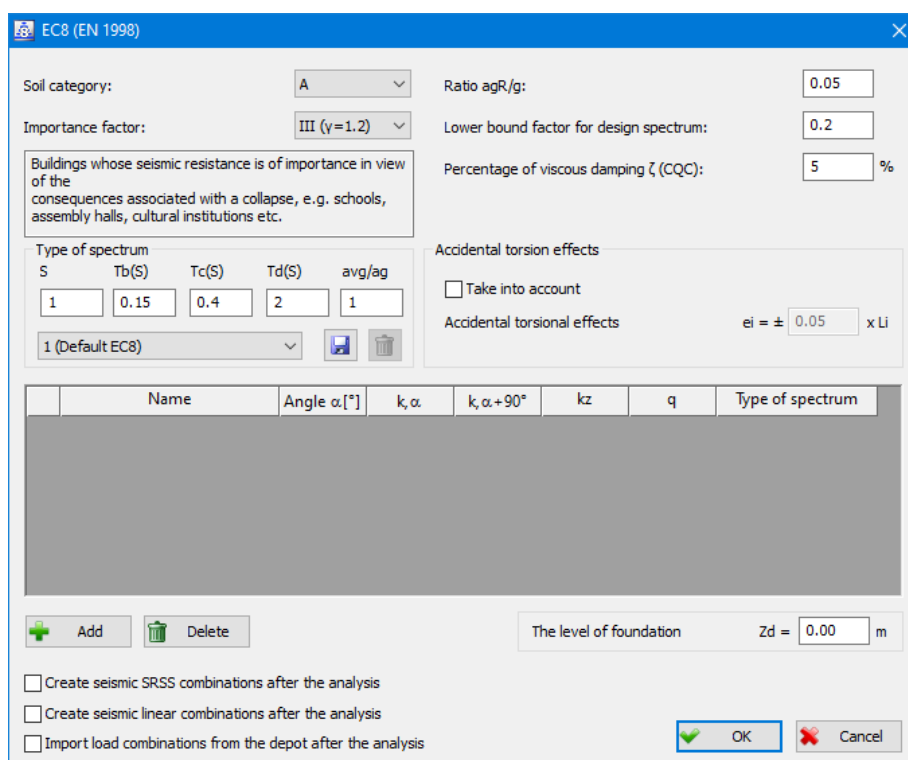 EC8 (EN 1998)
Soil category: A
Ratio agR/g: 0.05
Importance factor: III (γ=1.2)
Lower bound factor for design spectrum: 0.2
Buildings whose seismic resistance is of importance in view
of the
consequences associated with a collapse, e.g. schools,
assembly halls, cultural institutions etc.
Percentage of viscous damping ζ (CQC): 5 %
Type of spectrum
S Tb(S) Tc(S) Td(S) avg/ag
1 0.15 0.4 2 1
1 (Default EC8)
Accidental torsion effects
Take into account
Accidental torsional effects ei = ± 0.05 x Li
Name Angle α[°] k,α k,α+90° kz q Type of spectrum
Add Delete
The level of foundation Zd = 0.00 m
Create seismic SRSS combinations after the analysis
Create seismic linear combinations after the analysis
Import load combinations from the depot after the analysis
OK Cancel